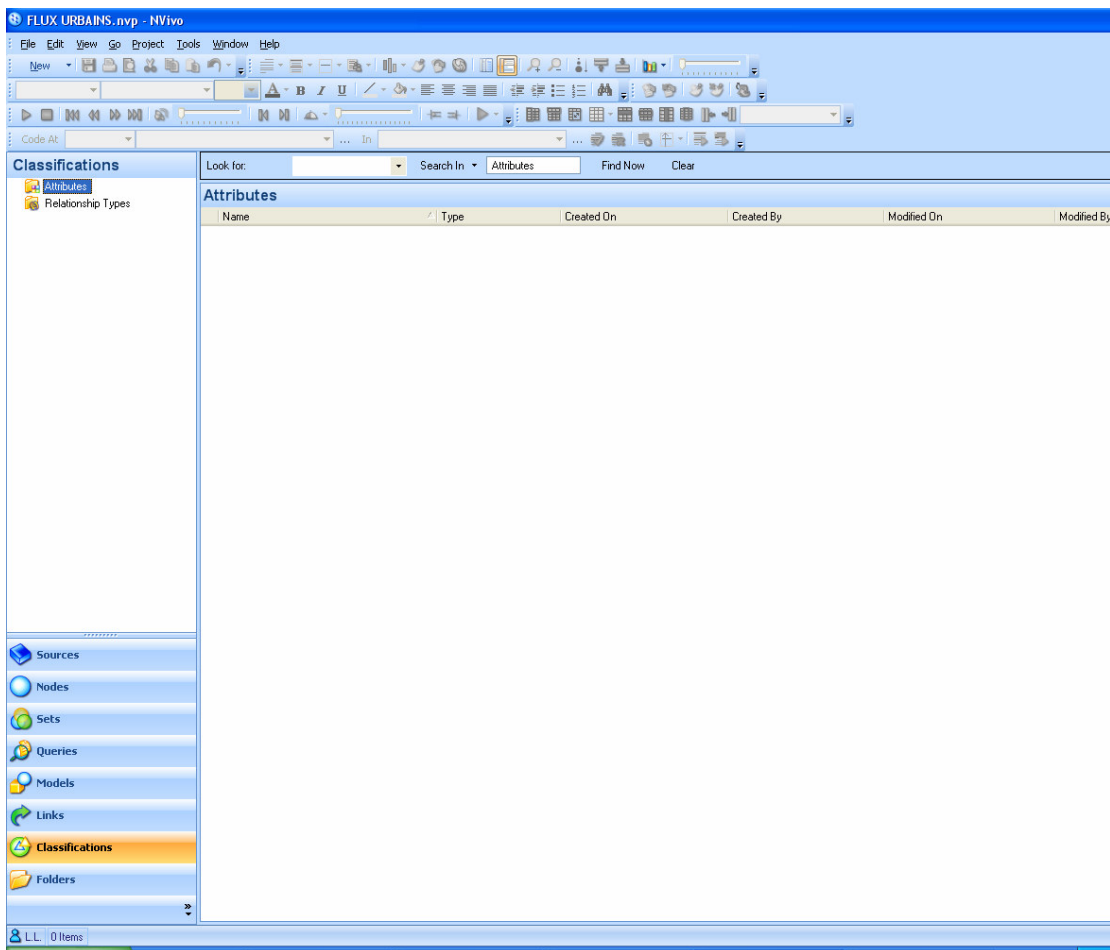 FLUX URBAINS.nvp - NVivo
File Edit View Go Project Tools Window Help
New
A B I U
Code At In
Classifications
Attributes
Relationship Types
Look for: Search In Attributes Find Now Clear
Attributes
Name Type Created On Created By Modified On Modified By
Sources
Nodes
Sets
Queries
Models
Links
Classifications
Folders
L.L. 0 Items